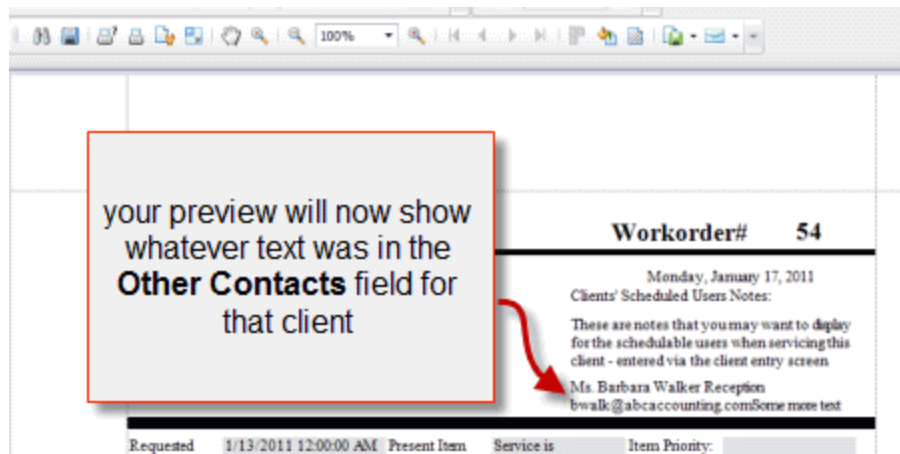 100%
your preview will now show
whatever text was in the
Other Contacts field for
that client
Workorder# 54
Monday, January 17, 2011
Clients' Scheduled Users Notes:
These are notes that you may want to display
for the schedulable users when servicing this
client - entered via the client entry screen
Ms. Barbara Walker Reception
bwalk@abcaccounting.comSome more text
Requested 1/13/2011 12:00:00 AM Present Item Service is Item Priority: